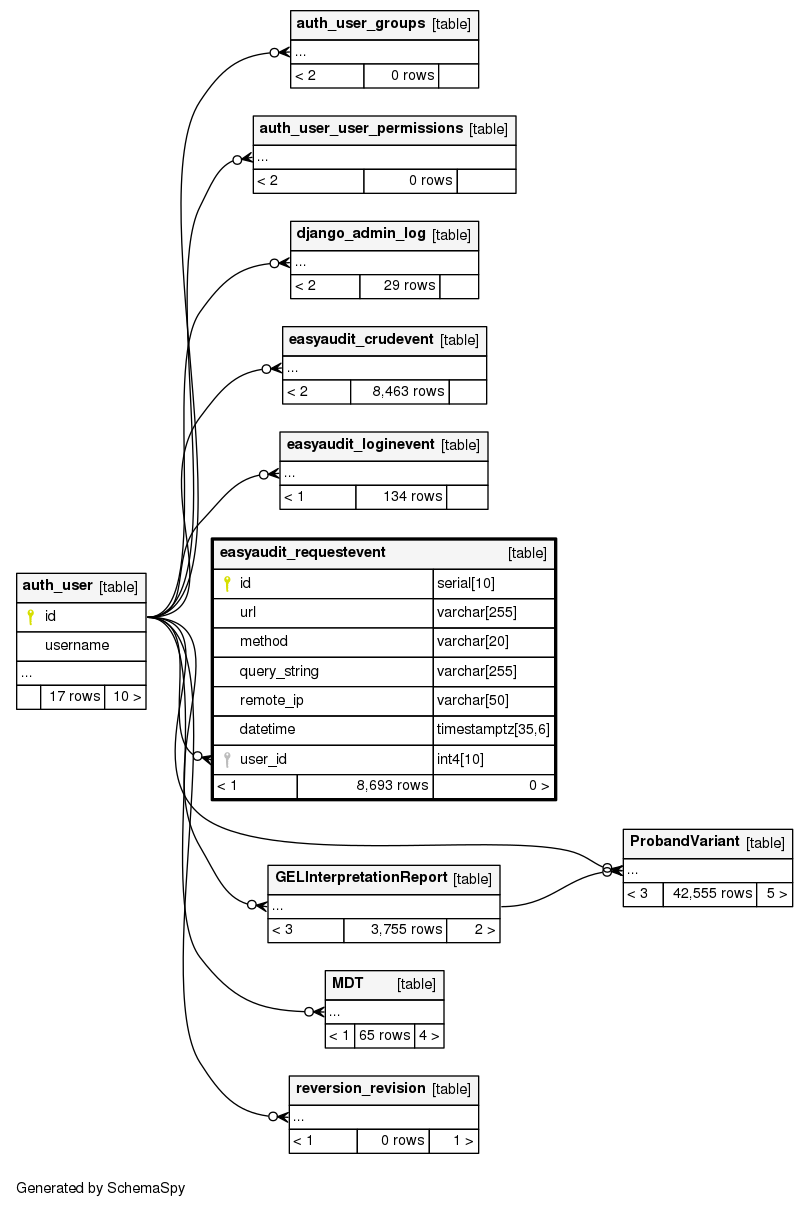 auth_user_groups [table]
...
< 2 0 rows
auth_user_user_permissions [table]
...
< 2 0 rows
django_admin_log [table]
...
< 2 29 rows
easyaudit_crudevent [table]
...
< 2 8,463 rows
easyaudit_loginevent [table]
...
< 1 134 rows
easyaudit_requestevent [table]
id serial[10]
url varchar[255]
method varchar[20]
query_string varchar[255]
remote_ip varchar[50]
datetime timestamptz[35,6]
user_id int4[10]
< 1 8,693 rows 0 >
auth_user [table]
id
username
...
17 rows 10 >
ProbandVariant [table]
...
< 3 42,555 rows 5 >
GELInterpretationReport [table]
...
< 3 3,755 rows 2 >
MDT [table]
...
< 1 65 rows 4 >
reversion_revision [table]
...
< 1 0 rows 1 >
Generated by SchemaSpy